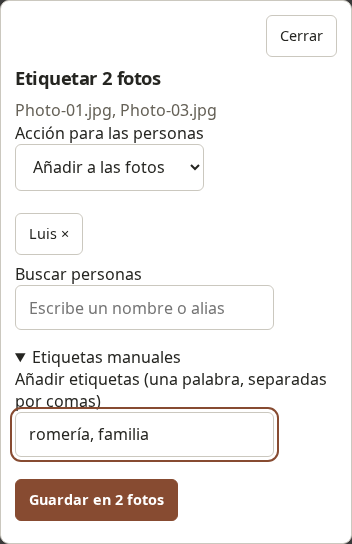 Cerrar
Etiquetar 2 fotos
Photo-01.jpg, Photo-03.jpg
Acción para las personas
Añadir a las fotos
Luis ×
Buscar personas
Escribe un nombre o alias
▼ Etiquetas manuales
Añadir etiquetas (una palabra, separadas
por comas)
romería, familia
Guardar en 2 fotos